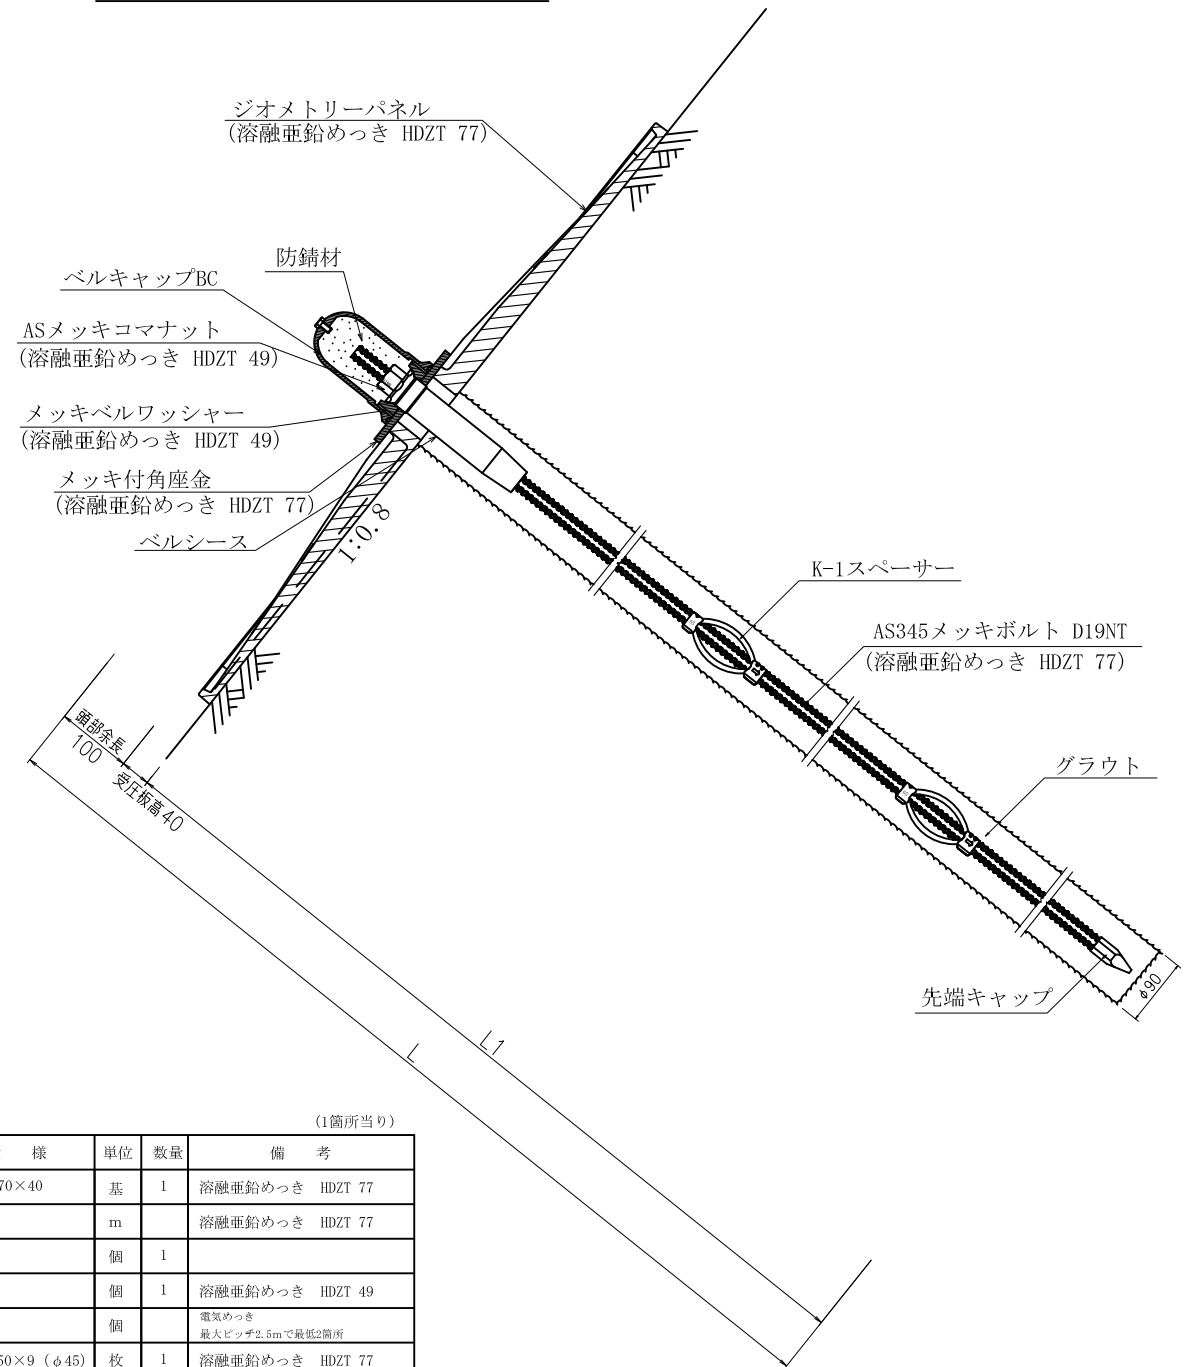 ジオメトリーパネル
(溶融亜鉛めっき HDZT 77)
防錆材
ベルキャップBC
ASメッキコマナット
(溶融亜鉛めっき HDZT 49)
メッキベルワッシャー
(溶融亜鉛めっき HDZT 49)
メッキ付角座金
(溶融亜鉛めっき HDZT 77)
ベルシース
1:0.8
K-1スペーサー
AS345メッキボルト D19NT
(溶融亜鉛めっき HDZT 77)
グラウト
先端キャップ
φ90
頭部余長
100
受圧板高40
L1
L
(1箇所当り)
様 単位 数量 備 考
70×40 基 1 溶融亜鉛めっき HDZT 77
m 溶融亜鉛めっき HDZT 77
個 1
個 1 溶融亜鉛めっき HDZT 49
個 電気めっき
最大ピッチ2.5mで最低2箇所
50×9 (φ45) 枚 1 溶融亜鉛めっき HDZT 77